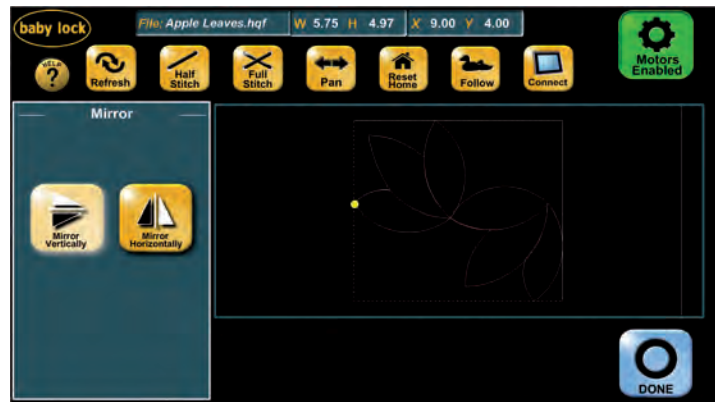 baby lock
File: Apple Leaves.hqf W 5.75 H 4.97 X 9.00 Y 4.00
HELP
?
Refresh
Half
Stitch
Full
Stitch
Pan
Reset
Home
Follow
Connect
Motors
Enabled
Mirror
Mirror
Vertically
Mirror
Horizontally
DONE